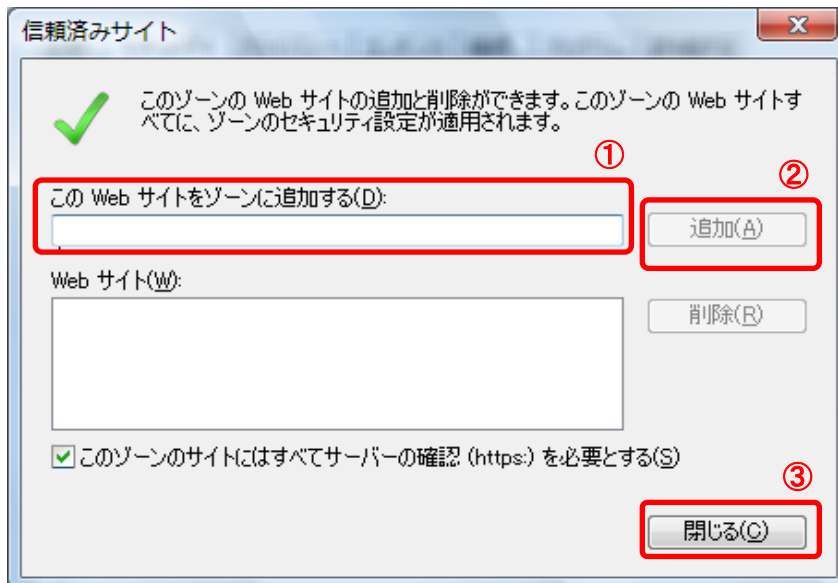 信頼済みサイト
このゾーンの Web サイトの追加と削除ができます。このゾーンの Web サイトす
べてに、ゾーンのセキュリティ設定が適用されます。
①
②
この Web サイトをゾーンに追加する(D):
追加(A)
Web サイト(W):
削除(R)
このゾーンのサイトにはすべてサーバーの確認 (https:) を必要とする(S)
③
閉じる(C)